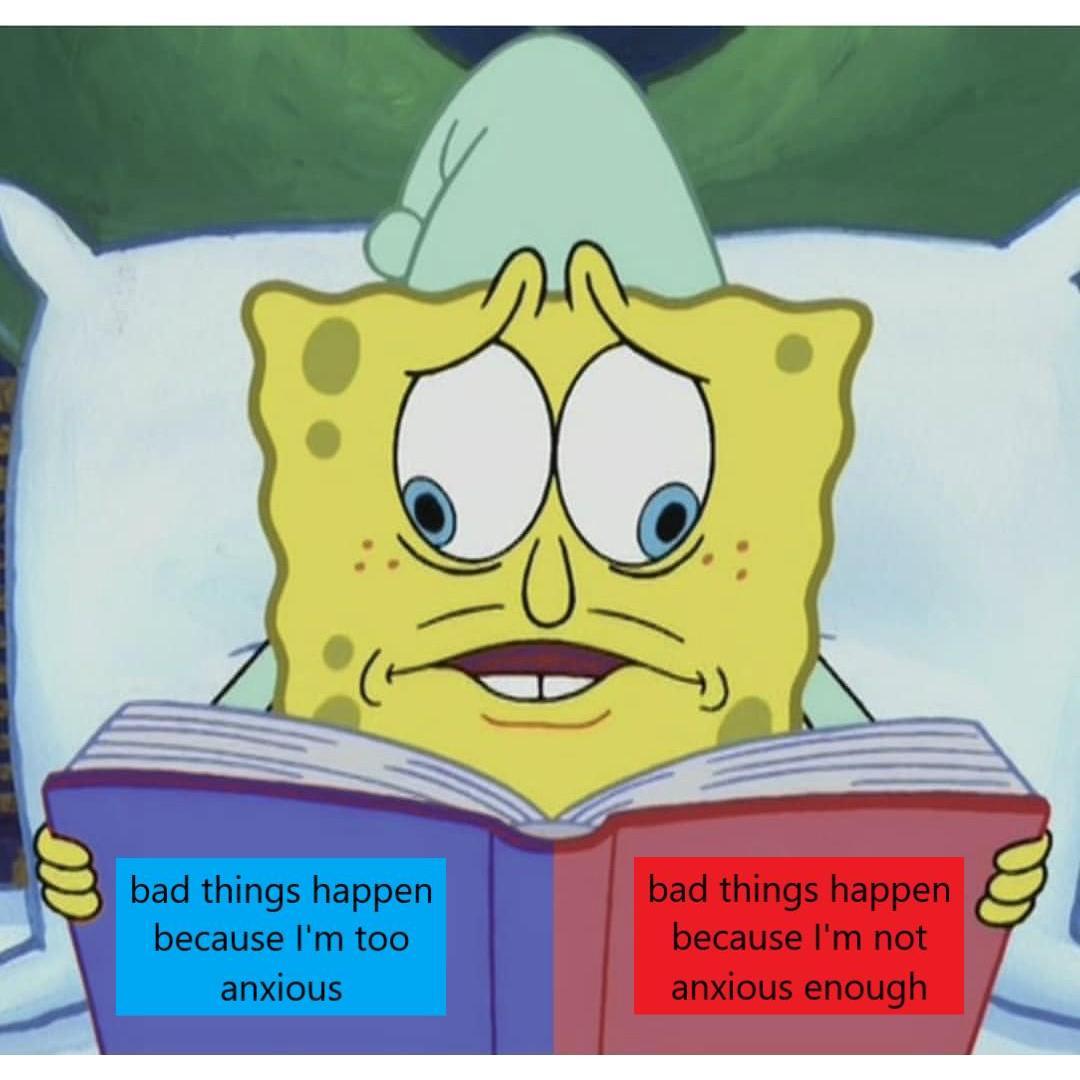 bad things happen
because I'm too
anxious
bad things happen
because I'm not
anxious enough